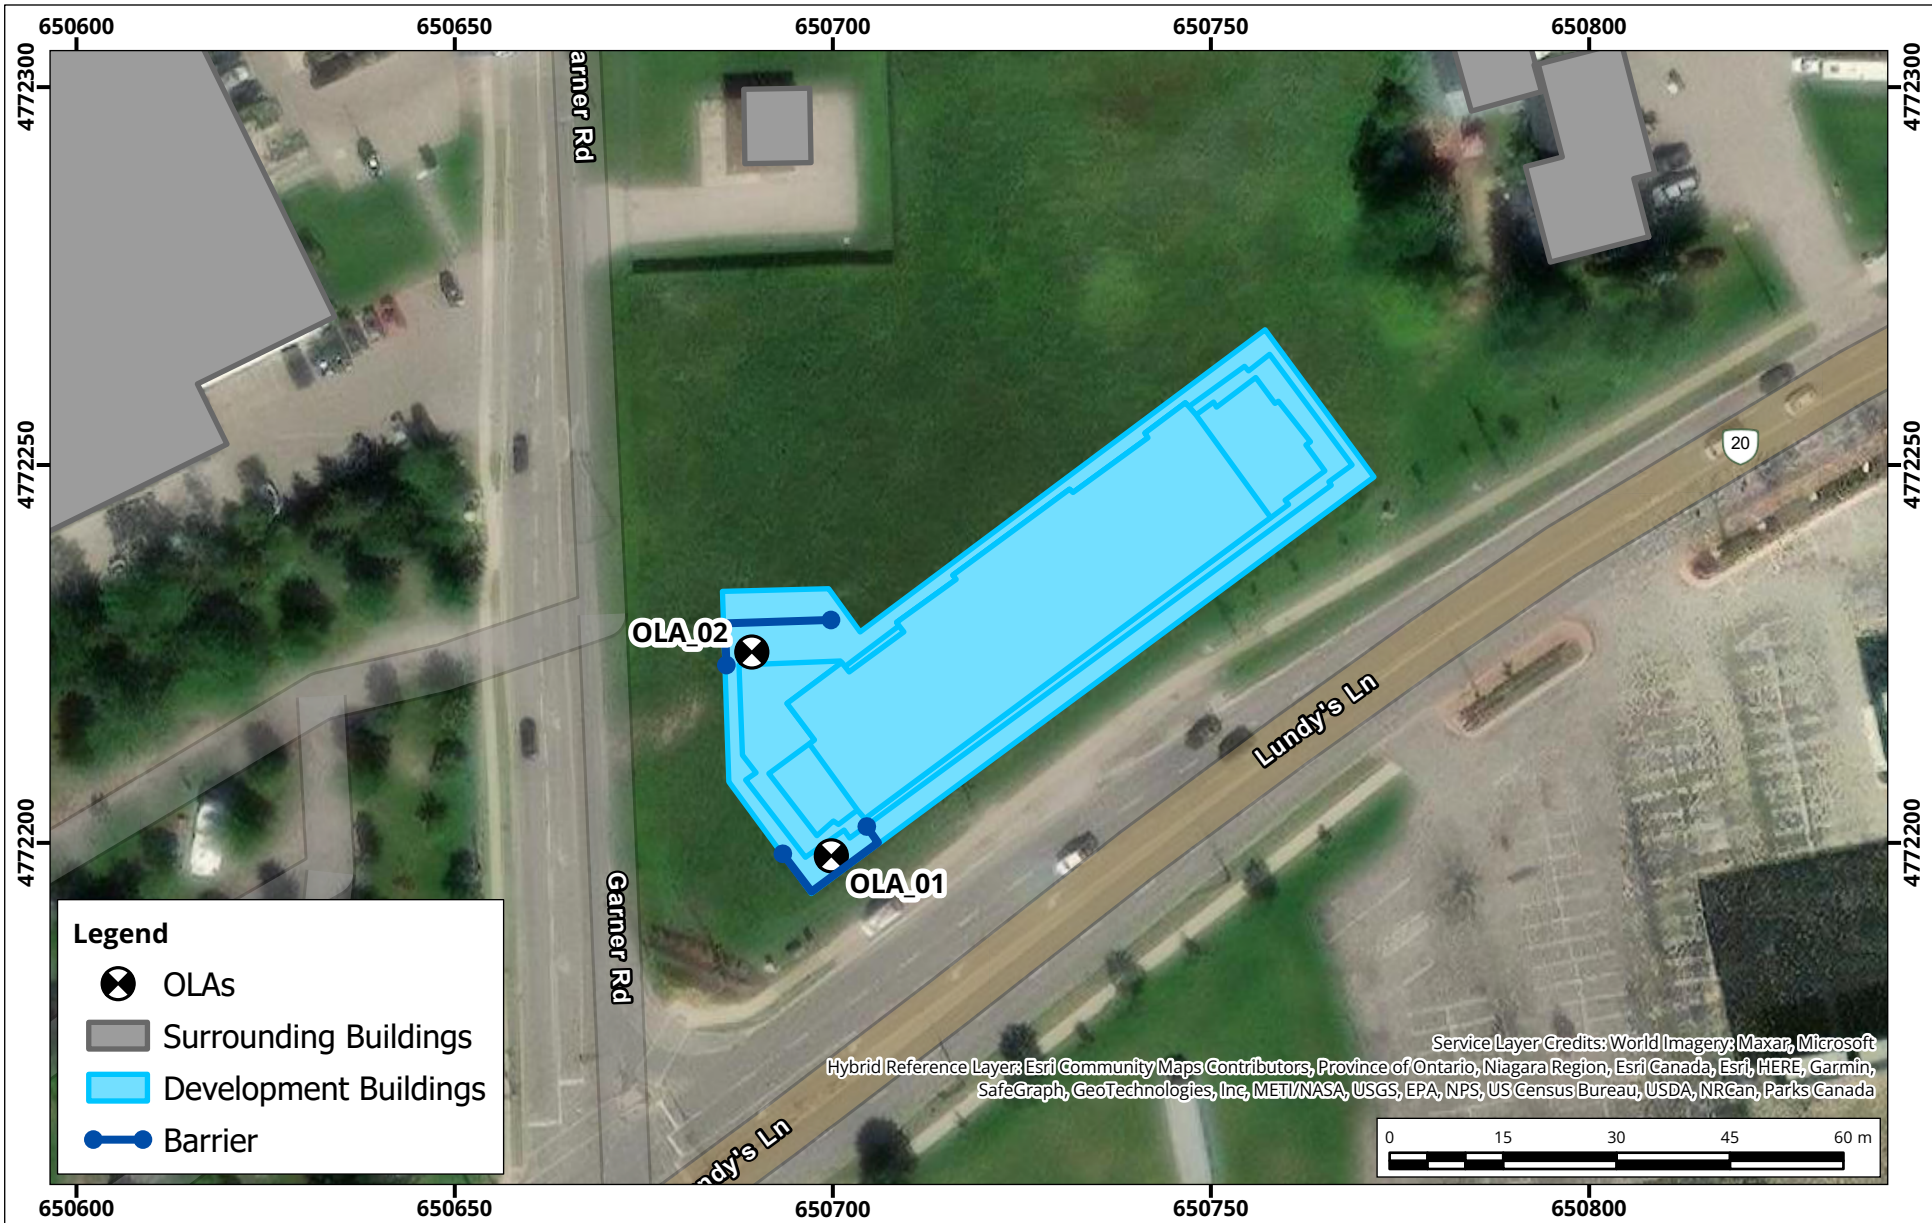 650600 650650 650700 650750 650800
4772300
4772300
arner Rd
4772250
4772250
20
OLA_02
Lundy's Ln
4772200
4772200
OLA_01
Garner Rd
Legend
OLAs
Surrounding Buildings
Development Buildings
Barrier
ndy's Ln
Service Layer Credits: World Imagery: Maxar, Microsoft
Hybrid Reference Layer: Esri Community Maps Contributors, Province of Ontario, Niagara Region, Esri Canada, Esri, HERE, Garmin,
SafeGraph, GeoTechnologies, Inc, METI/NASA, USGS, EPA, NPS, US Census Bureau, USDA, NRCan, Parks Canada
0 15 30 45 60 m
650600 650650 650700 650750 650800